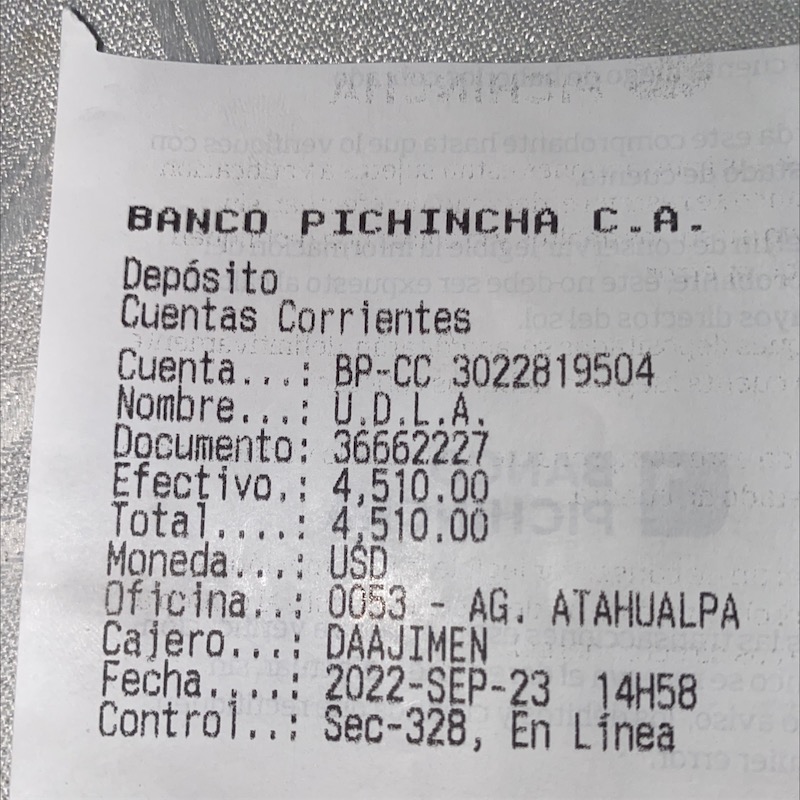 BANCO PICHINCHA C.A.
Depósito
Cuentas Corrientes
Cuenta...: BP-CC 3022819504
Nombre...: U.D.L.A.
Documento: 36662227
Efectivo.: 4,510.00
Total....: 4,510.00
Moneda...: USD
Oficina..: 0053 - AG. ATAHUALPA
Cajero...: DAAJIMEN
Fecha....: 2022-SEP-23 14H58
Control..: Sec-328, En Línea